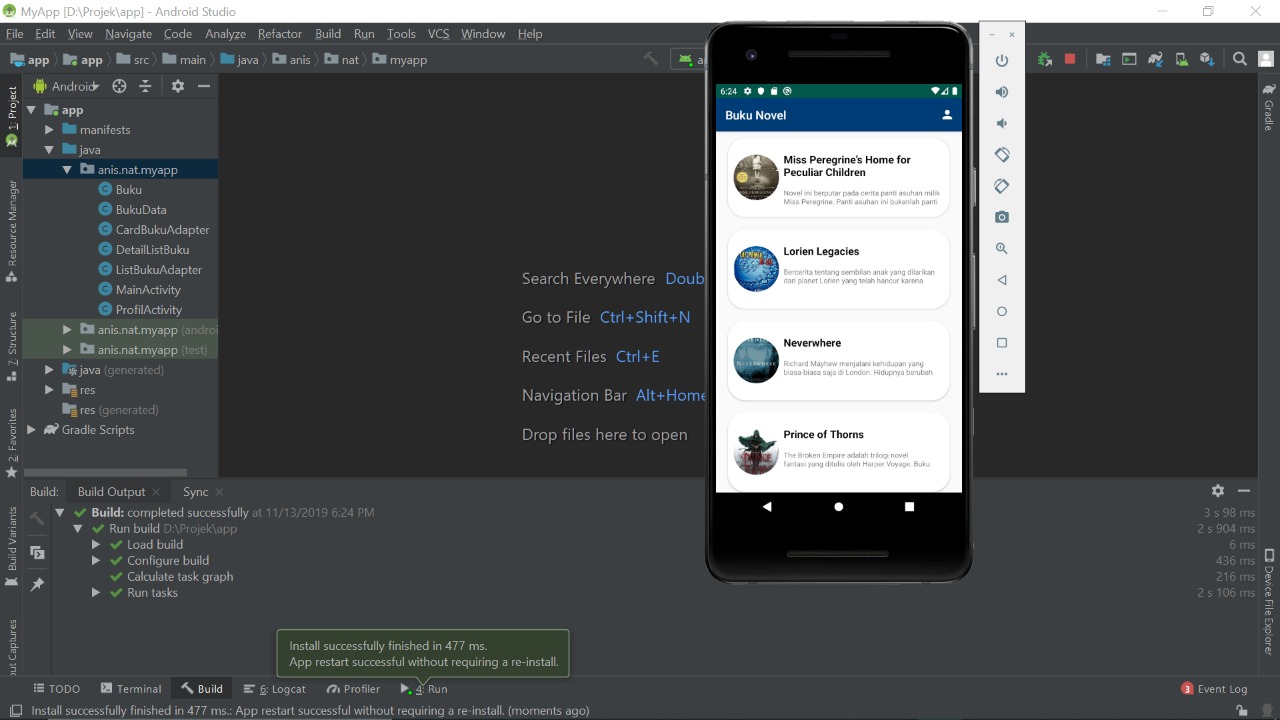 MyApp [D:\Projek\app] - Android Studio
File Edit View Navigate Code Analyze Refactor Build Run Tools VCS Window Help
app app src main java anis nat myapp
Android
1: Project
Resource Manager
7: Structure
2: Favorites
Build Variants
app
manifests
java
anis.nat.myapp
Buku
BukuData
CardBukuAdapter
DetailListBuku
ListBukuAdapter
MainActivity
ProfilActivity
anis.nat.myapp (androi
anis.nat.myapp (test)
java (generated)
res
res (generated)
Gradle Scripts
Search Everywhere Doub
Go to File Ctrl+Shift+N
Recent Files Ctrl+E
Navigation Bar Alt+Home
Drop files here to open
6:24
Buku Novel
Miss Peregrine's Home for
Peculiar Children
Novel ini berputar pada cerita panti asuhan milik
Miss Peregrine. Panti asuhan ini bukanlah panti
Lorien Legacies
Bercerita tentang sembilan anak yang dilarikan
dari planet Lorien yang telah hancur karena
Neverwhere
NEVERWHERE
Richard Mayhew menjalani kehidupan yang
biasa-biasa saja di London. Hidupnya berubah
Prince of Thorns
The Broken Empire adalah trilogi novel
fantasi yang ditulis oleh Harper Voyage. Buku
Gradle
Device File Explorer
Build: Build Output Sync
Build: completed successfully at 11/13/2019 6:24 PM 3 s 98 ms
Run build D:\Projek\app 2 s 904 ms
Load build 6 ms
Configure build 436 ms
Calculate task graph 216 ms
Run tasks 2 s 106 ms
Install successfully finished in 477 ms.
App restart successful without requiring a re-install.
TODO Terminal Build 6: Logcat Profiler 4: Run 3 Event Log
Install successfully finished in 477 ms.: App restart successful without requiring a re-install. (moments ago)